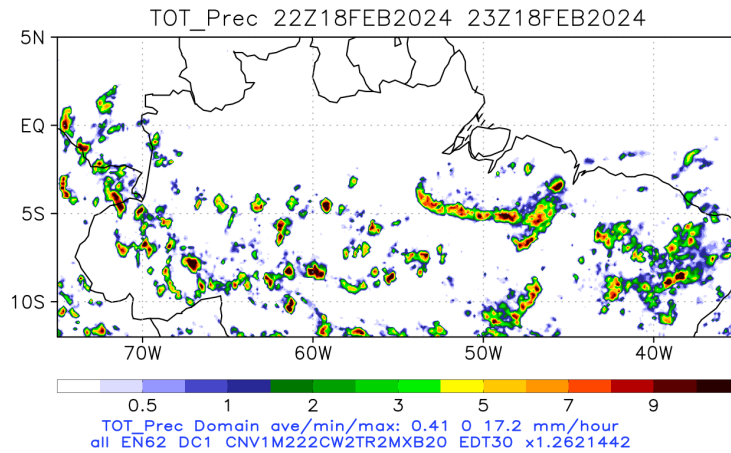 TOT_Prec 22Z18FEB2024 23Z18FEB2024
5N
EQ
5S
10S
70W 60W 50W 40W
0.5 1 2 3 5 7 9
TOT_Prec Domain ave/min/max: 0.41 0 17.2 mm/hour
all EN62 DC1 CNV1M222CW2TR2MXB20 EDT30 x1.2621442